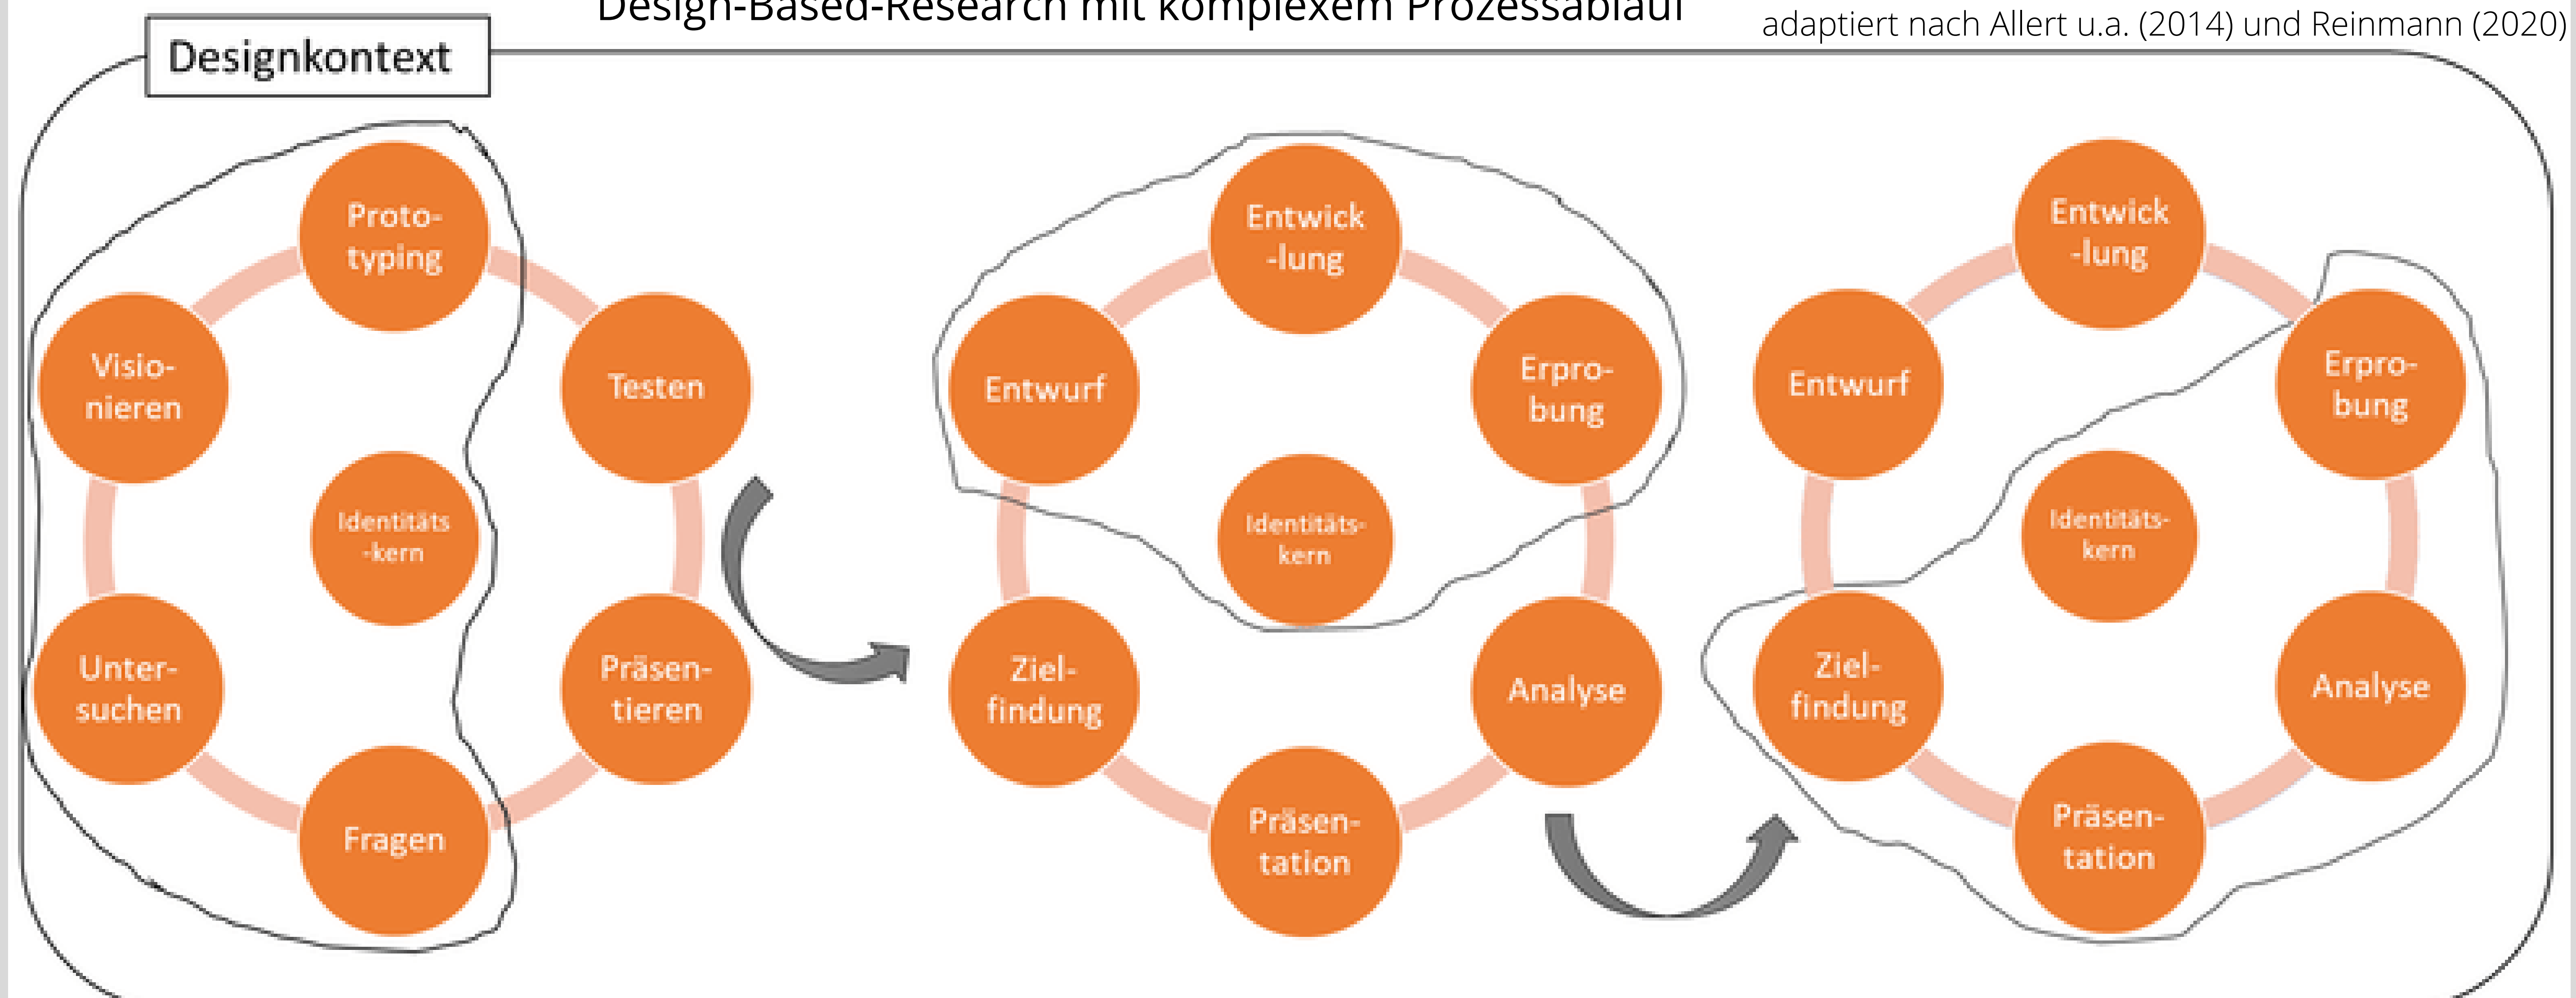 Design-Based-Research mit komplexem Prozessablauf
adaptiert nach Allert u.a. (2014) und Reinmann (2020)
Designkontext
Proto-
typing
Visio-
nieren
Testen
Identitäts
-kern
Unter-
suchen
Präsen-
tieren
Fragen
Entwick
-lung
Entwurf
Erpro-
bung
Identitäts-
kern
Ziel-
findung
Analyse
Präsen-
tation
Entwick
-lung
Entwurf
Erpro-
bung
Identitäts-
kern
Ziel-
findung
Analyse
Präsen-
tation